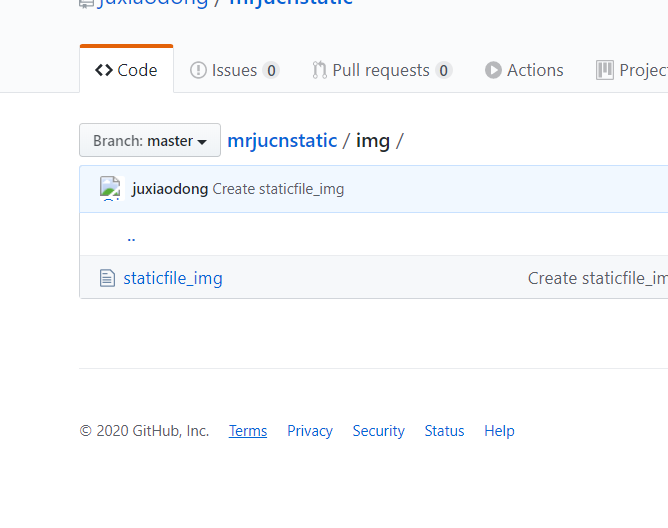 juxiaodong / mrjucnstatic
Code Issues 0 Pull requests 0 Actions Projec
Branch: master mrjucnstatic / img /
juxiaodong Create staticfile_img
..
staticfile_img Create staticfile_im
© 2020 GitHub, Inc. Terms Privacy Security Status Help